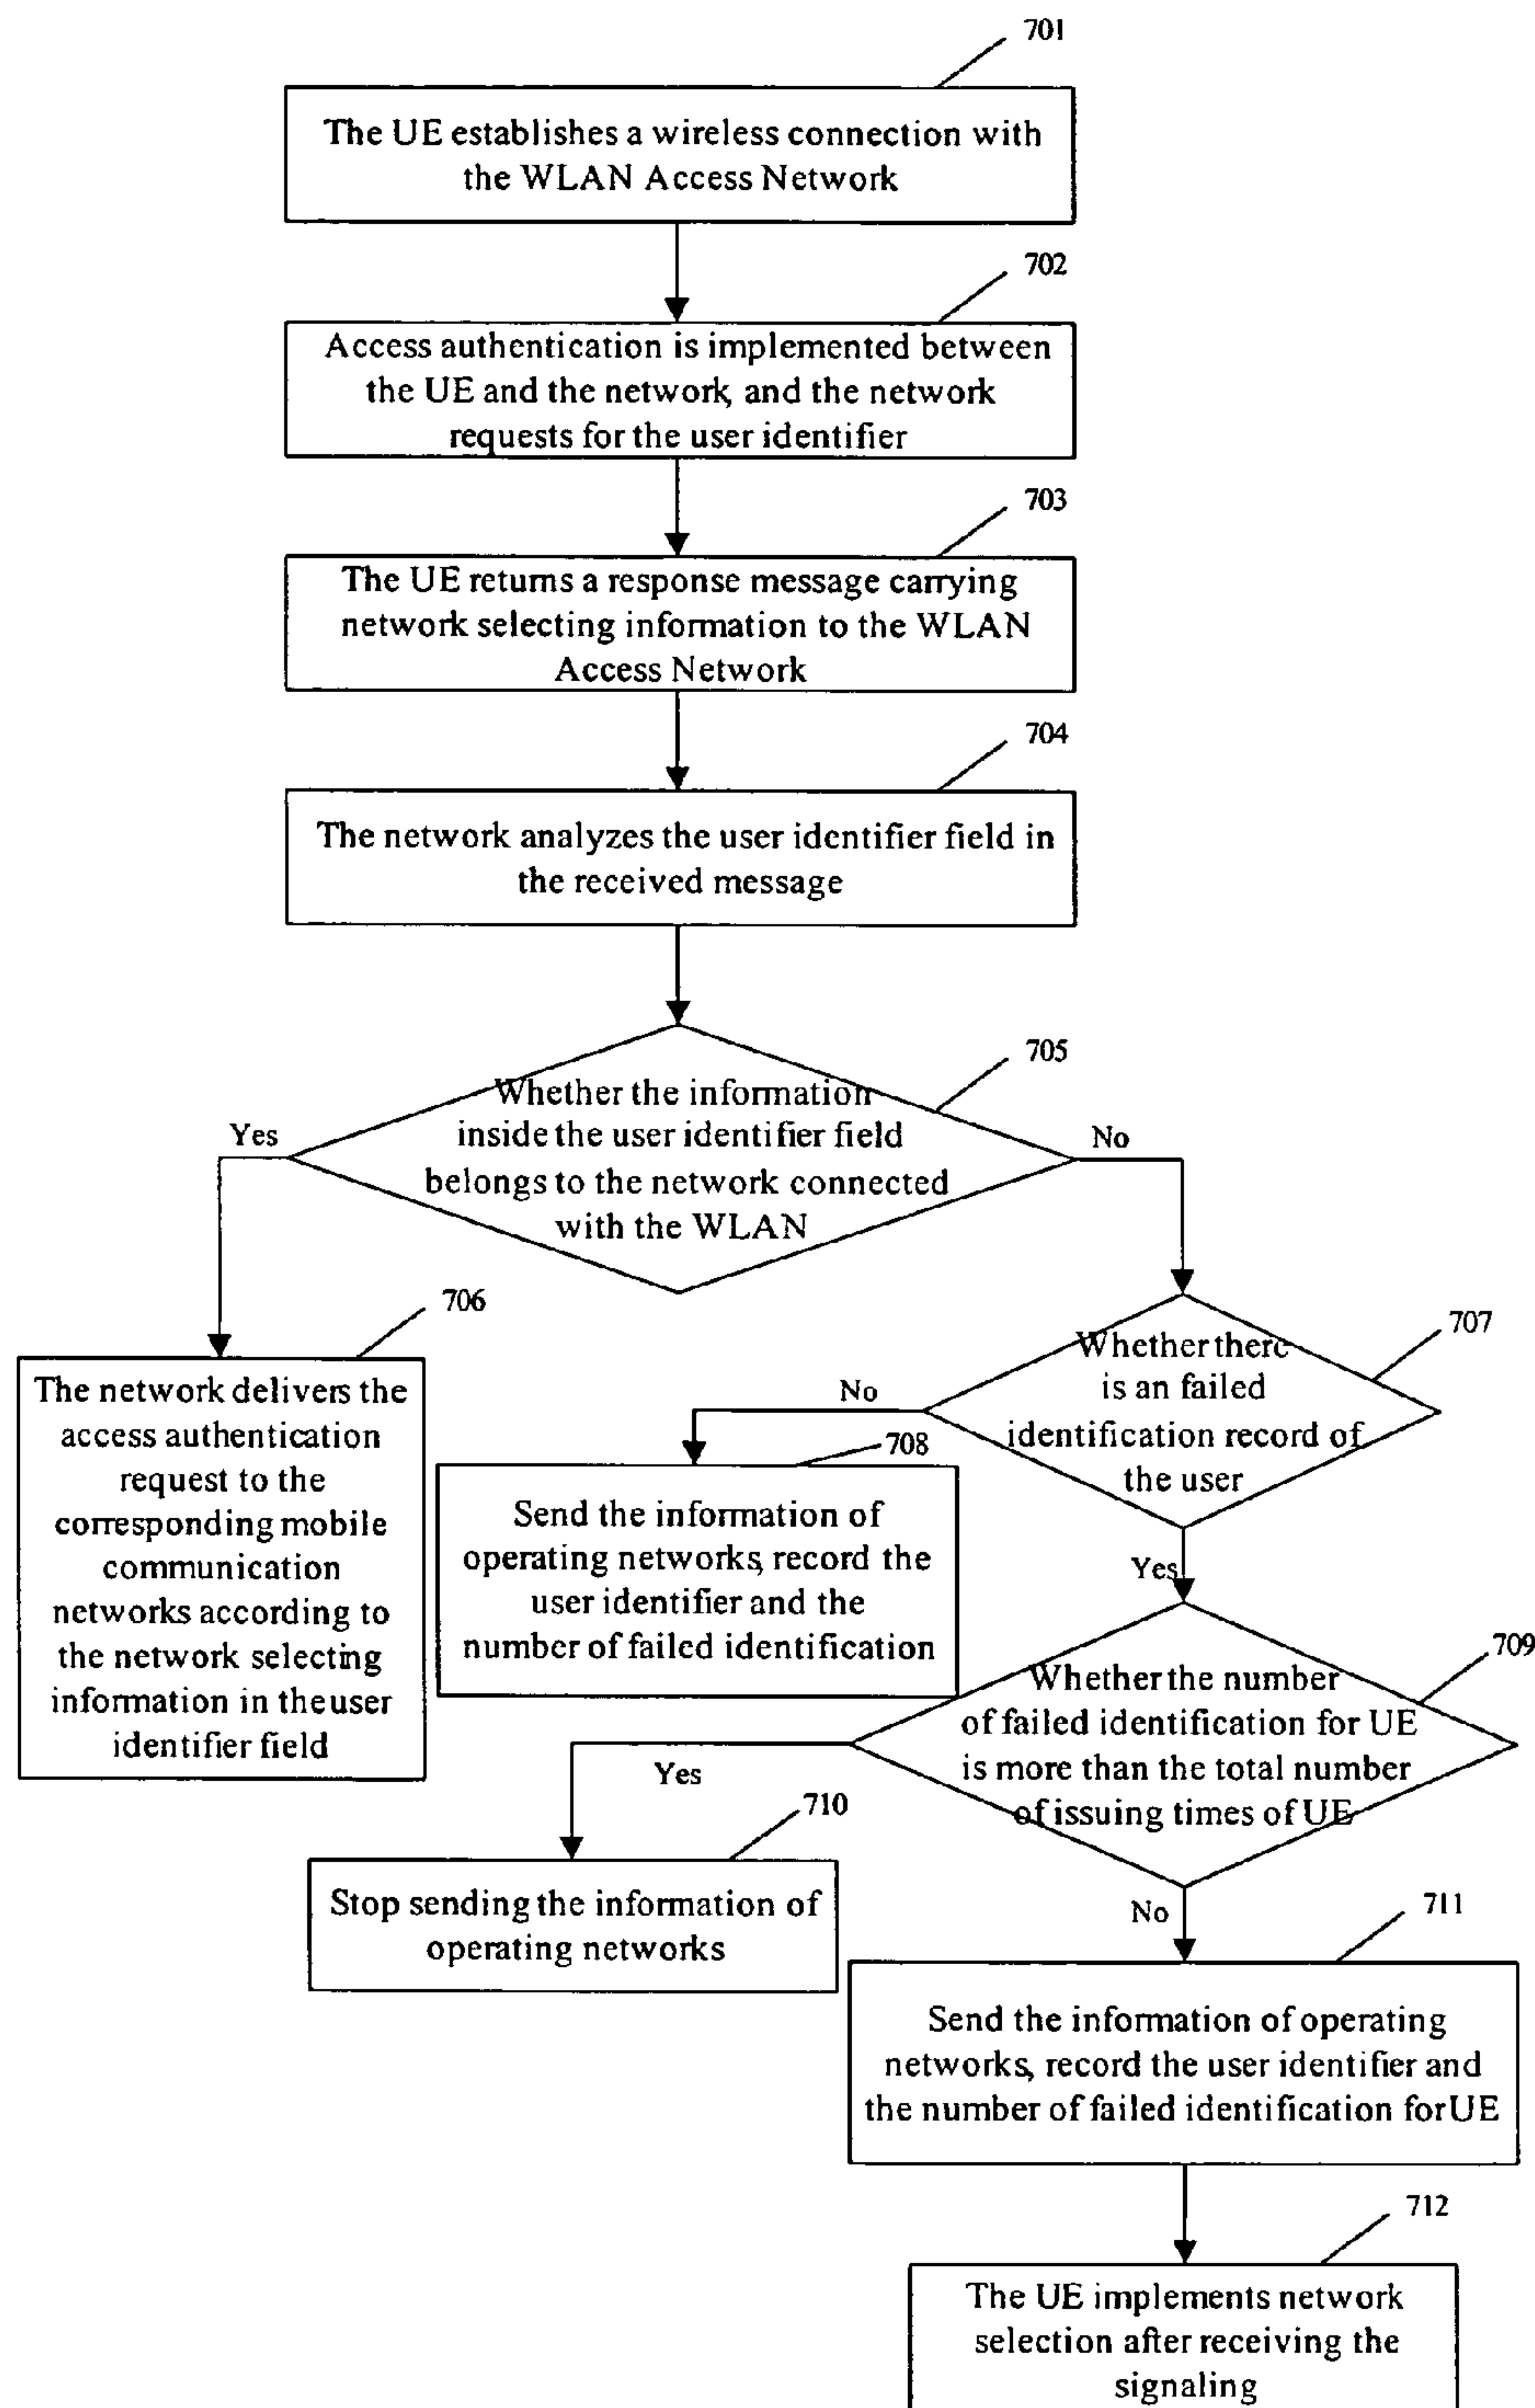 701
The UE establishes a wireless connection with
the WLAN Access Network
702
Access authentication is implemented between
the UE and the network, and the network
requests for the user identifier
703
The UE returns a response message carrying
network selecting information to the WLAN
Access Network
704
The network analyzes the user identifier field in
the received message
705
Whether the information
inside the user identifier field
belongs to the network connected
with the WLAN
Yes
No
706
The network delivers the
access authentication
request to the
corresponding mobile
communication
networks according to
the network selecting
information in the user
identifier field
707
Whether there
is an failed
identification record of
the user
No
708
Send the information of
operating networks, record the
user identifier and the
number of failed identification
Yes
709
Whether the number
of failed identification for UE
is more than the total number
of issuing times of UE
Yes
710
Stop sending the information of
operating networks
No
711
Send the information of operating
networks, record the user identifier and
the number of failed identification for UE
712
The UE implements network
selection after receiving the
signaling